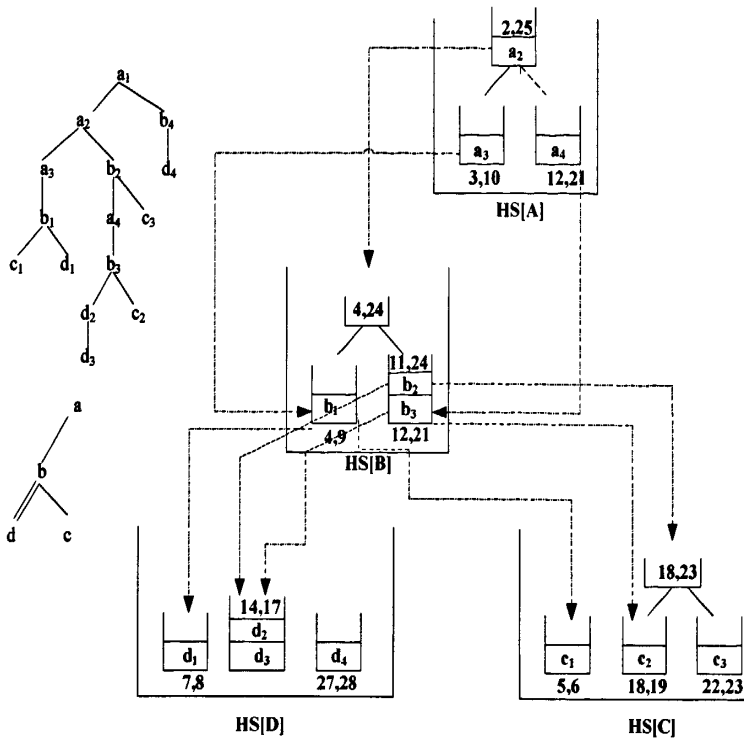 2,25
a₂
a₁
a₂ b₄
a₃ b₂ d₄
a₃ a₄
3,10 12,21
HS[A]
b₁ a₄ c₃
c₁ d₁ b₃
d₂ c₂
d₃
4,24
11,24
b₂
b₁ b₃
4,9 12,21
HS[B]
a
b
d c
14,17
d₂
d₁ d₃ d₄
7,8 27,28
HS[D]
18,23
c₁ c₂ c₃
5,6 18,19 22,23
HS[C]